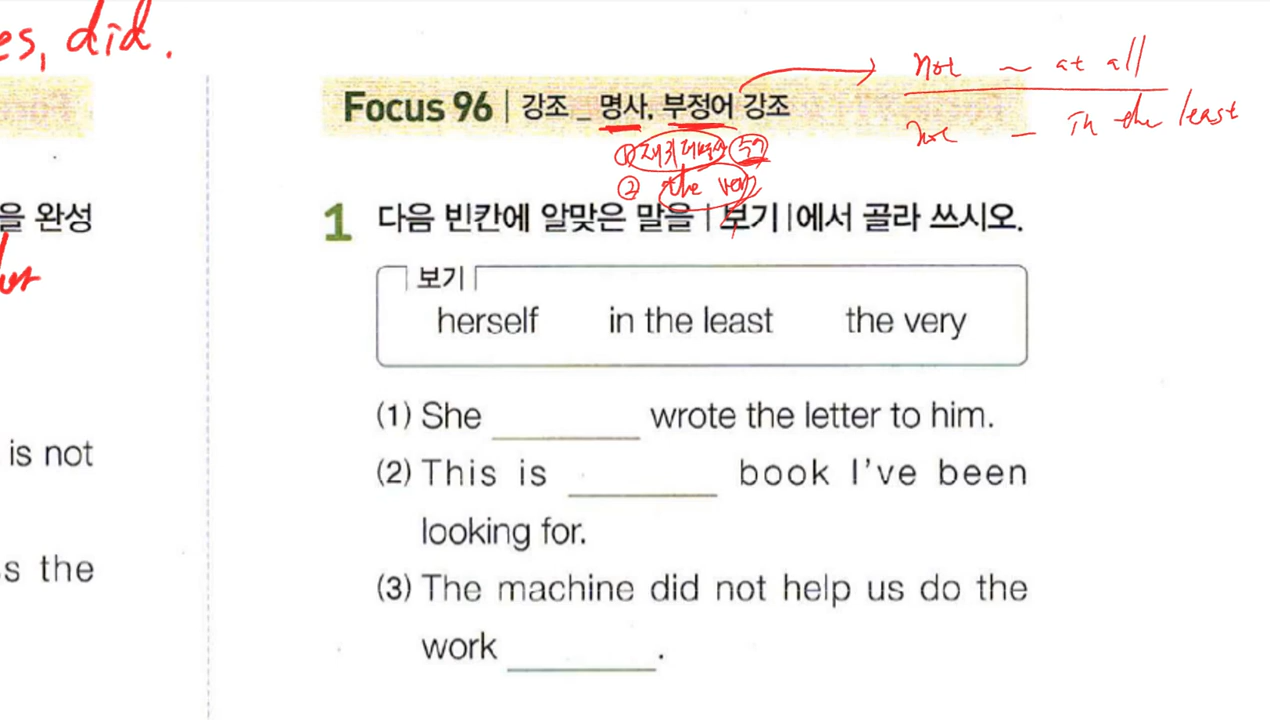 es, did.
Focus 96 | 강조 _ 명사, 부정어 강조
not ~ at all
not ~ in the least
① 재귀대명사
② the very
을 완성
1 다음 빈칸에 알맞은 말을 | 보기 |에서 골라 쓰시오.
보기
herself in the least the very
(1) She ________ wrote the letter to him.
(2) This is ________ book I've been
looking for.
is not
(3) The machine did not help us do the
s the
work ________.